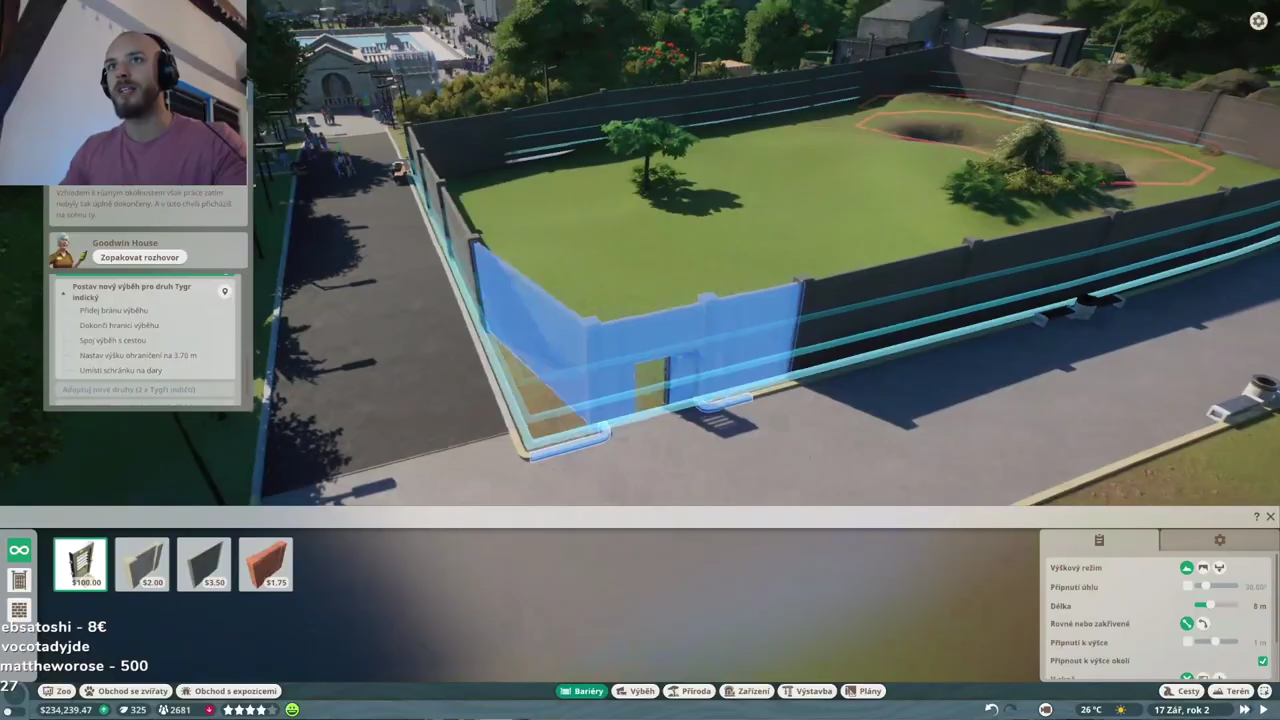 Vzhledem k různým okolnostem však práce zatím
nebyly tak úplně dokončeny. A v tuto chvíli přicházíš
na scénu ty.
Goodwin House
Zopakovat rozhovor
Postav nový výběh pro druh Tygr
indický
Přidej bránu výběhu
Dokonči hranici výběhu
Spoj výběh s cestou
Nastav výšku ohraničení na 3.70 m
Umísti schránku na dary
Adoptuj nové druhy (2 x Tygři indičtí)
? X
$100.00
$2.00
$3.50
$1.75
Výškový režim
Připnutí úhlu
30.00°
Délka
8 m
Rovné nebo zakřivené
Připnutí k výšce
1 m
Připnout k výšce okolí
ebsatoshi - 8€
vocotadyjde
mattheworose - 500
27
Zoo
Obchod se zvířaty
Obchod s expozicemi
Bariéry
Výběh
Příroda
Zařízení
Výstavba
Plány
Cesty
Terén
$234,239.47
325
2681
26 °C
17 Zář, rok 2